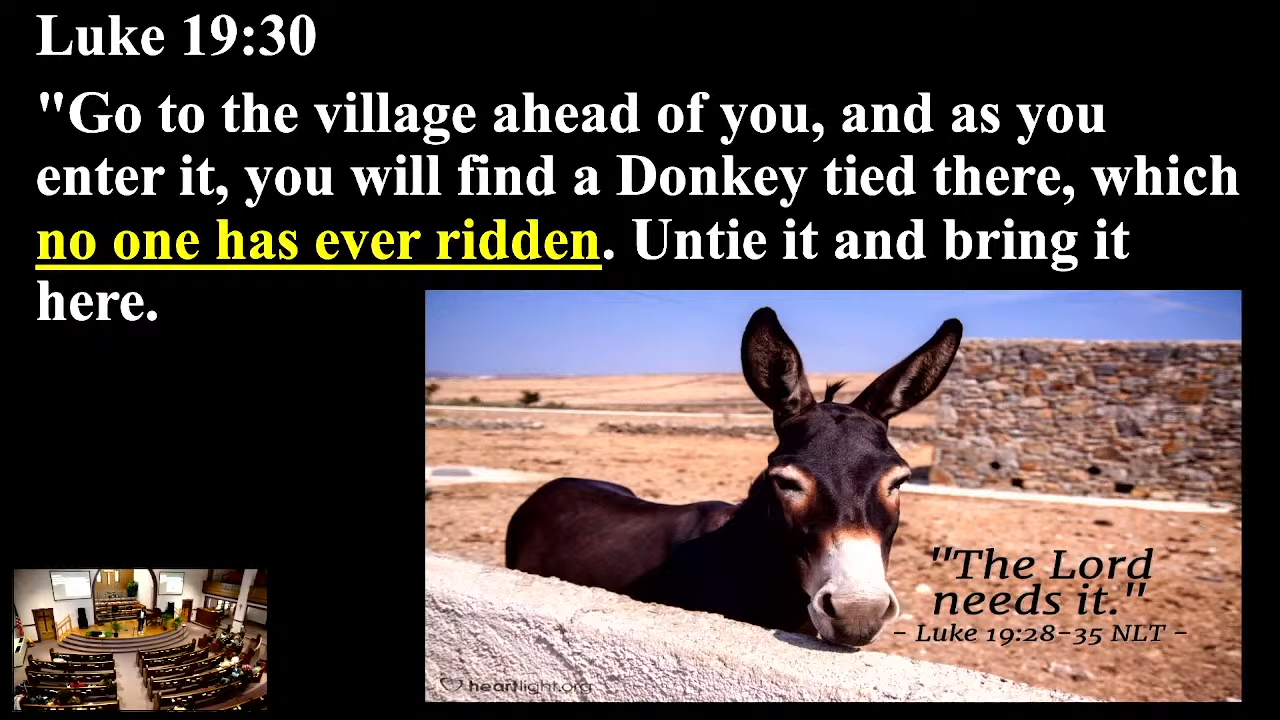 Luke 19:30
"Go to the village ahead of you, and as you
enter it, you will find a Donkey tied there, which
no one has ever ridden. Untie it and bring it
here.
"The Lord
needs it."
- Luke 19:28-35 NLT -
heartlight.org